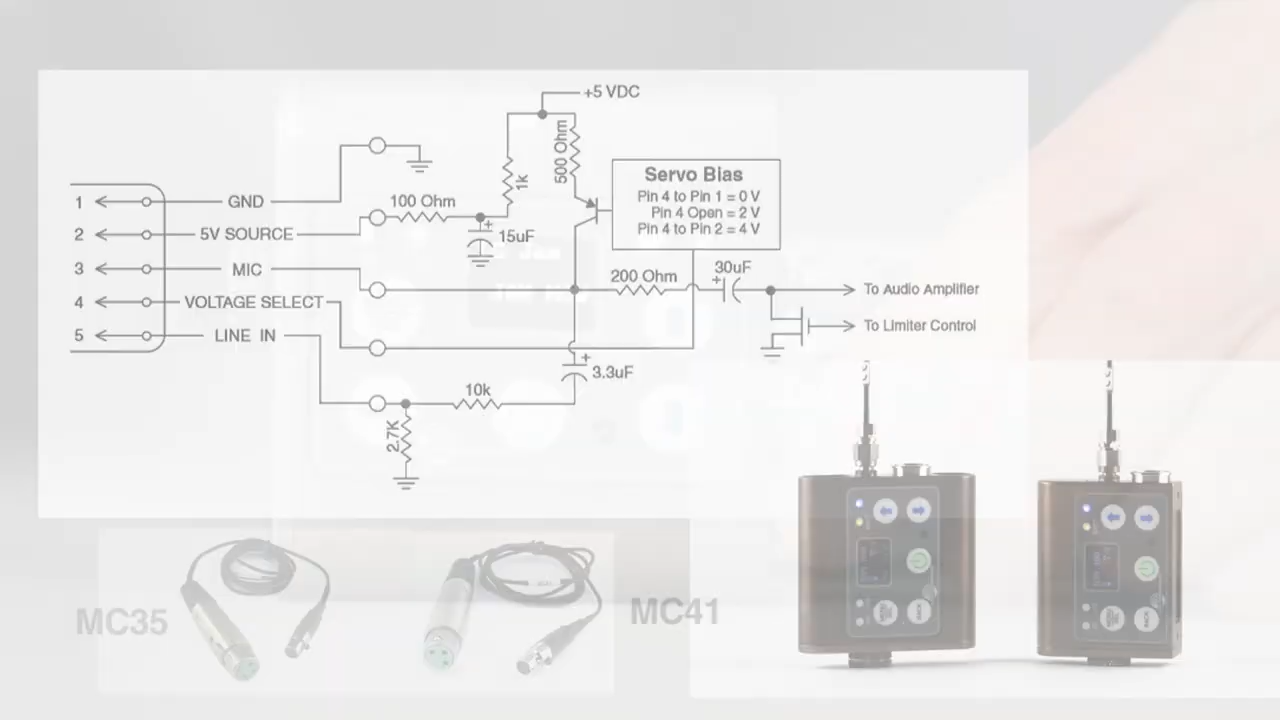 +5 VDC
500 Ohm
1k
Servo Bias
Pin 4 to Pin 1 = 0 V
Pin 4 Open = 2 V
Pin 4 to Pin 2 = 4 V
1 GND
100 Ohm
2 5V SOURCE
15uF
3 MIC
200 Ohm
30uF
To Audio Amplifier
4 VOLTAGE SELECT
To Limiter Control
5 LINE IN
3.3uF
10k
2.7K
MC35
MC41